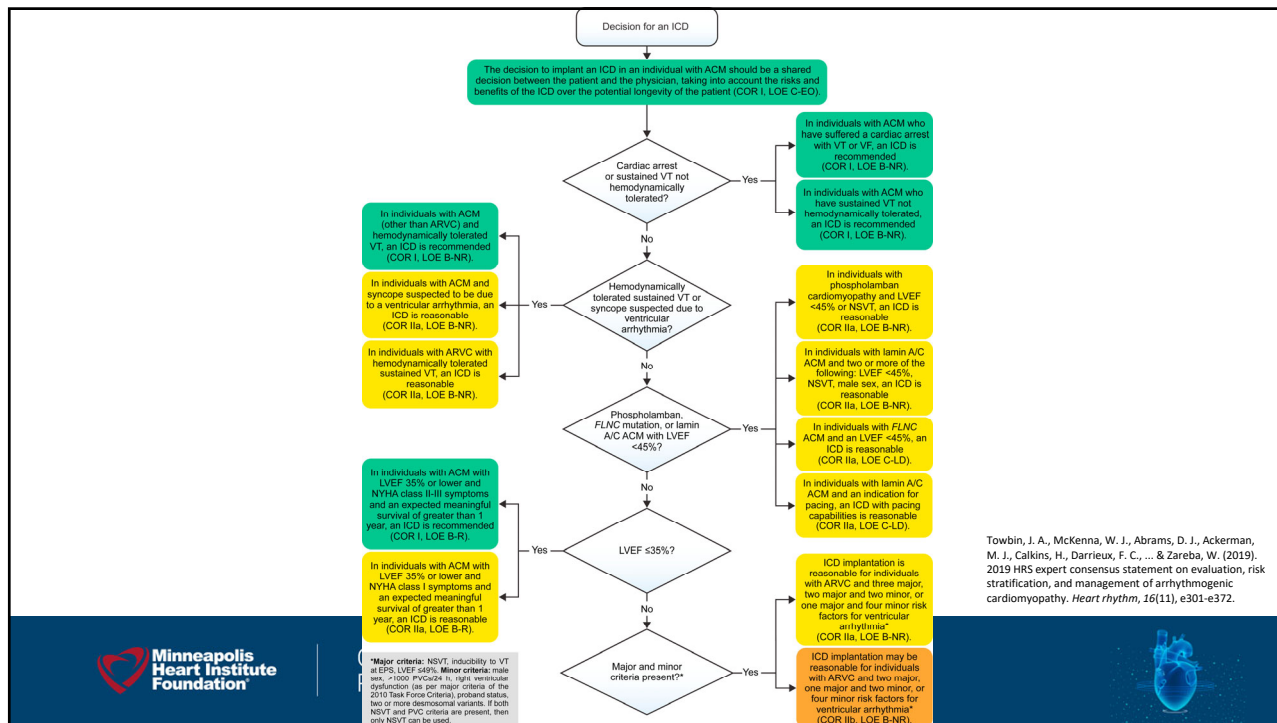 Decision for an ICD
The decision to implant an ICD in an individual with ACM should be a shared
decision between the patient and the physician, taking into account the risks and
benefits of the ICD over the potential longevity of the patient (COR I, LOE C-EO).
Cardiac arrest
or sustained VT not
hemodynamically
tolerated?
Yes
In individuals with ACM who
have suffered a cardiac arrest
with VT or VF, an ICD is
recommended
(COR I, LOE B-NR).
In individuals with ACM who
have sustained VT not
hemodynamically tolerated,
an ICD is recommended
(COR I, LOE B-NR).
No
Hemodynamically
tolerated sustained VT or
syncope suspected due to
ventricular
arrhythmia?
Yes
In individuals with ACM
(other than ARVC) and
hemodynamically tolerated
VT, an ICD is recommended
(COR I, LOE B-NR).
In individuals with ACM and
syncope suspected to be due
to a ventricular arrhythmia, an
ICD is reasonable
(COR IIa, LOE B-NR).
In individuals with ARVC with
hemodynamically tolerated
sustained VT, an ICD is
reasonable
(COR IIa, LOE B-NR).
No
Phospholamban,
FLNC mutation, or lamin
A/C ACM with LVEF
<45%?
Yes
In individuals with
phospholamban
cardiomyopathy and LVEF
<45% or NSVT, an ICD is
reasonable
(COR IIa, LOE B-NR).
In individuals with lamin A/C
ACM and two or more of the
following: LVEF <45%,
NSVT, male sex, an ICD is
reasonable
(COR IIa, LOE B-NR).
In individuals with FLNC
ACM and an LVEF <45%, an
ICD is reasonable
(COR IIa, LOE C-LD).
In individuals with lamin A/C
ACM and an indication for
pacing, an ICD with pacing
capabilities is reasonable
(COR IIa, LOE C-LD).
No
LVEF ≤35%?
Yes
In individuals with ACM with
LVEF 35% or lower and
NYHA class II-III symptoms
and an expected meaningful
survival of greater than 1
year, an ICD is recommended
(COR I, LOE B-R).
In individuals with ACM with
LVEF 35% or lower and
NYHA class I symptoms and
an expected meaningful
survival of greater than 1
year, an ICD is reasonable
(COR IIa, LOE B-R).
No
Major and minor
criteria present?*
Yes
ICD implantation is
reasonable for individuals
with ARVC and three major,
two major and two minor, or
one major and four minor risk
factors for ventricular
arrhythmia*
(COR IIa, LOE B-NR).
ICD implantation may be
reasonable for individuals
with ARVC and two major,
one major and two minor, or
four minor risk factors for
ventricular arrhythmia*
(COR IIb, LOE B-NR).
*Major criteria: NSVT, inducibility to VT
at EPS, LVEF ≤49%. Minor criteria: male
sex, >1000 PVCs/24 h, right ventricular
dysfunction (as per major criteria of the
2010 Task Force Criteria), proband status,
two or more desmosomal variants. If both
NSVT and PVC criteria are present, then
only NSVT can be used.
Towbin, J. A., McKenna, W. J., Abrams, D. J., Ackerman,
M. J., Calkins, H., Darrieux, F. C., ... & Zareba, W. (2019).
2019 HRS expert consensus statement on evaluation, risk
stratification, and management of arrhythmogenic
cardiomyopathy. Heart rhythm, 16(11), e301-e372.
Minneapolis
Heart Institute
Foundation®